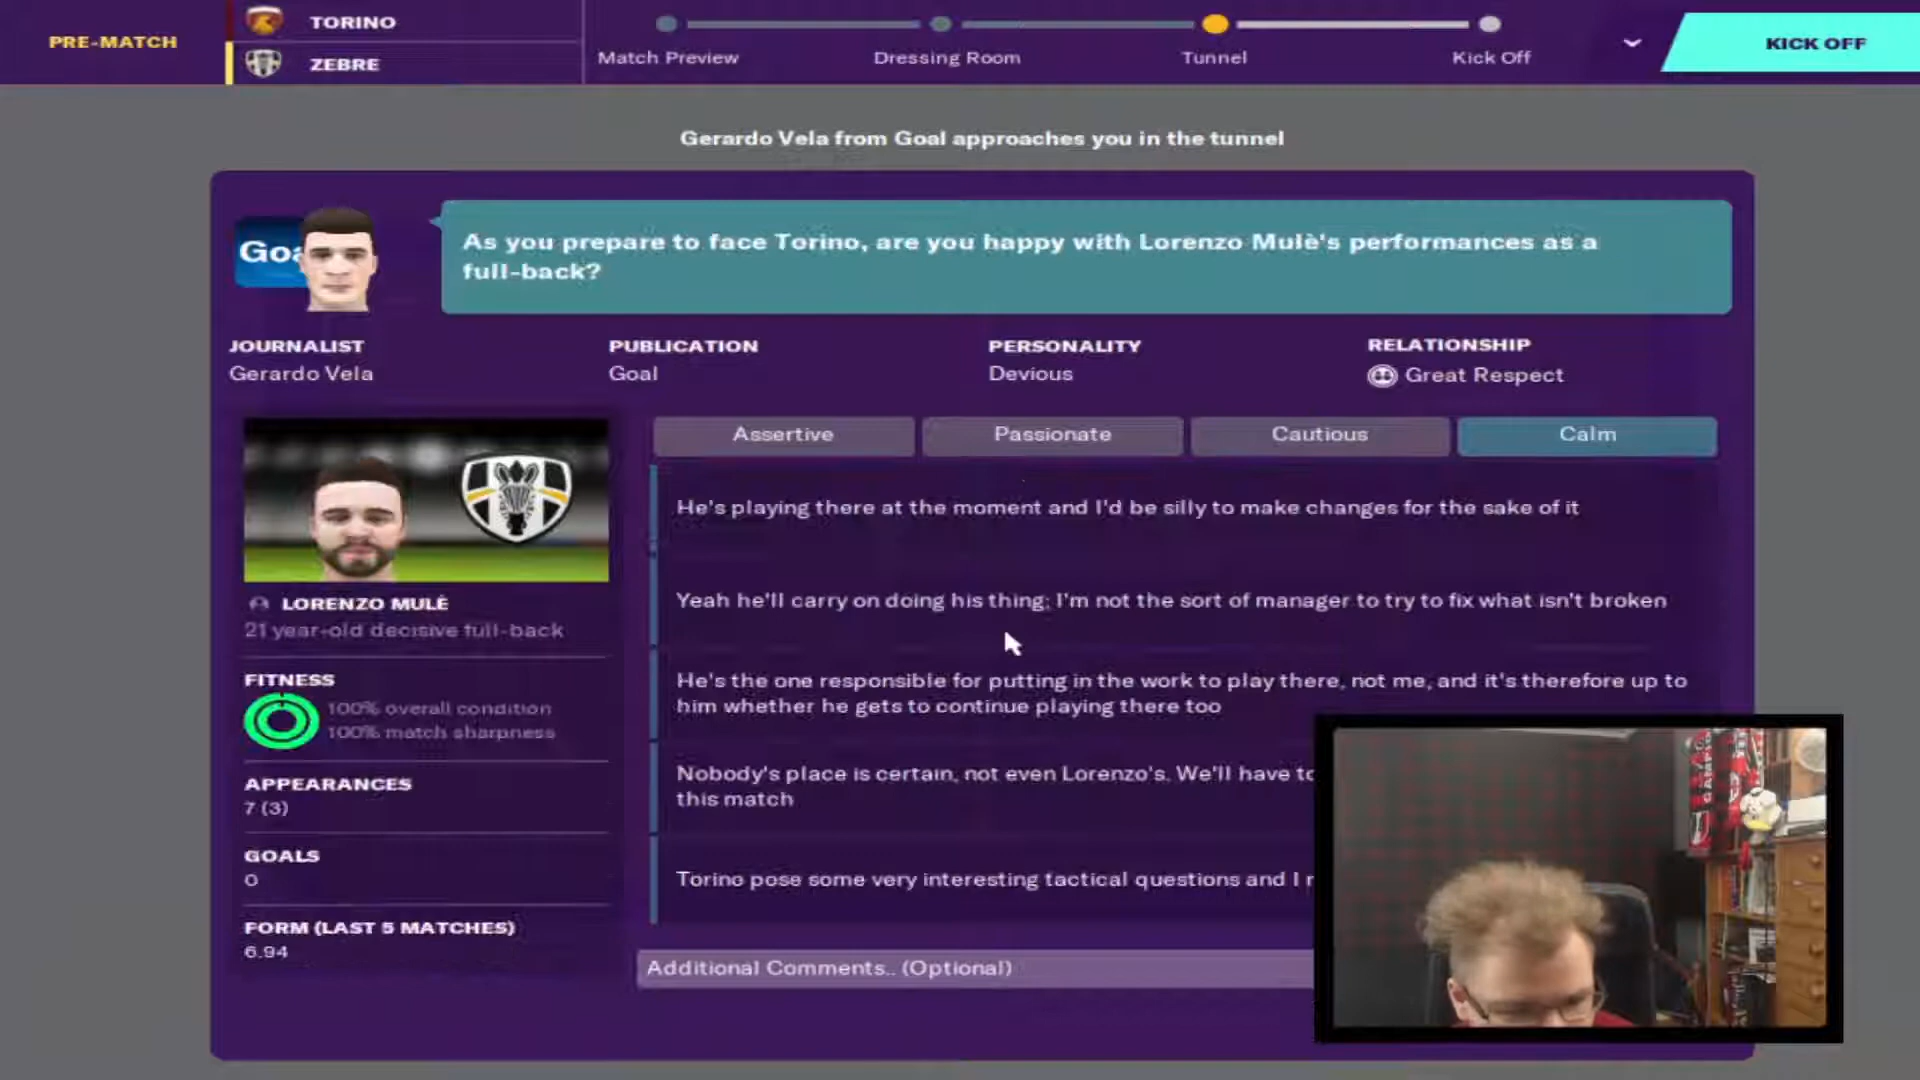 PRE-MATCH
TORINO
ZEBRE
Match Preview
Dressing Room
Tunnel
Kick Off
KICK OFF
Gerardo Vela from Goal approaches you in the tunnel
As you prepare to face Torino, are you happy with Lorenzo Mulè's performances as a
full-back?
JOURNALIST
Gerardo Vela
PUBLICATION
Goal
PERSONALITY
Devious
RELATIONSHIP
Great Respect
Assertive
Passionate
Cautious
Calm
LORENZO MULÈ
21 year-old decisive full-back
FITNESS
100% overall condition
100% match sharpness
APPEARANCES
7 (3)
GOALS
0
FORM (LAST 5 MATCHES)
6.94
He's playing there at the moment and I'd be silly to make changes for the sake of it
Yeah he'll carry on doing his thing; I'm not the sort of manager to try to fix what isn't broken
He's the one responsible for putting in the work to play there, not me, and it's therefore up to
him whether he gets to continue playing there too
Nobody's place is certain, not even Lorenzo's. We'll have to
this match
Torino pose some very interesting tactical questions and I
Additional Comments.. (Optional)